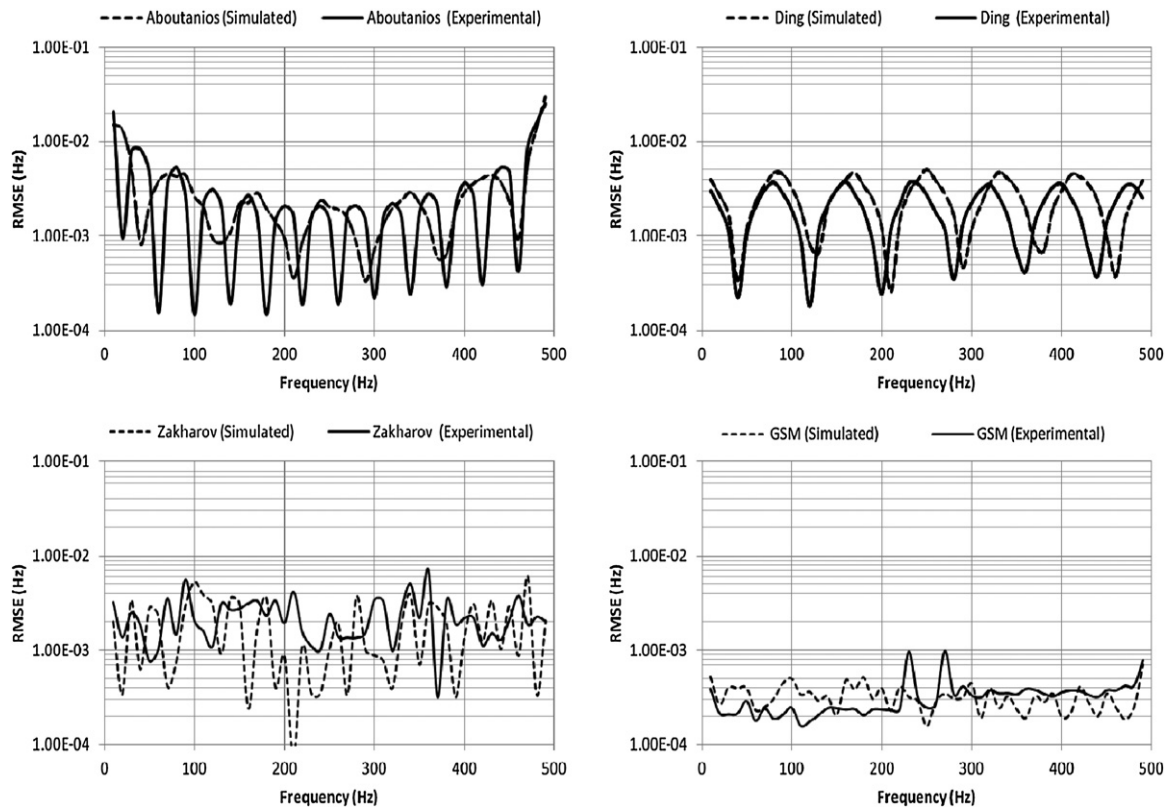 Aboutanios (Simulated) Aboutanios (Experimental)
1.00E-01
1.00E-02
1.00E-03
1.00E-04
RMSE (Hz)
0 100 200 300 400 500
Frequency (Hz)
Ding (Simulated) Ding (Experimental)
1.00E-01
1.00E-02
1.00E-03
1.00E-04
RMSE (Hz)
0 100 200 300 400 500
Frequency (Hz)
Zakharov (Simulated) Zakharov (Experimental)
1.00E-01
1.00E-02
1.00E-03
1.00E-04
RMSE (Hz)
0 100 200 300 400 500
Frequency (Hz)
GSM (Simulated) GSM (Experimental)
1.00E-01
1.00E-02
1.00E-03
1.00E-04
RMSE (Hz)
0 100 200 300 400 500
Frequency (Hz)